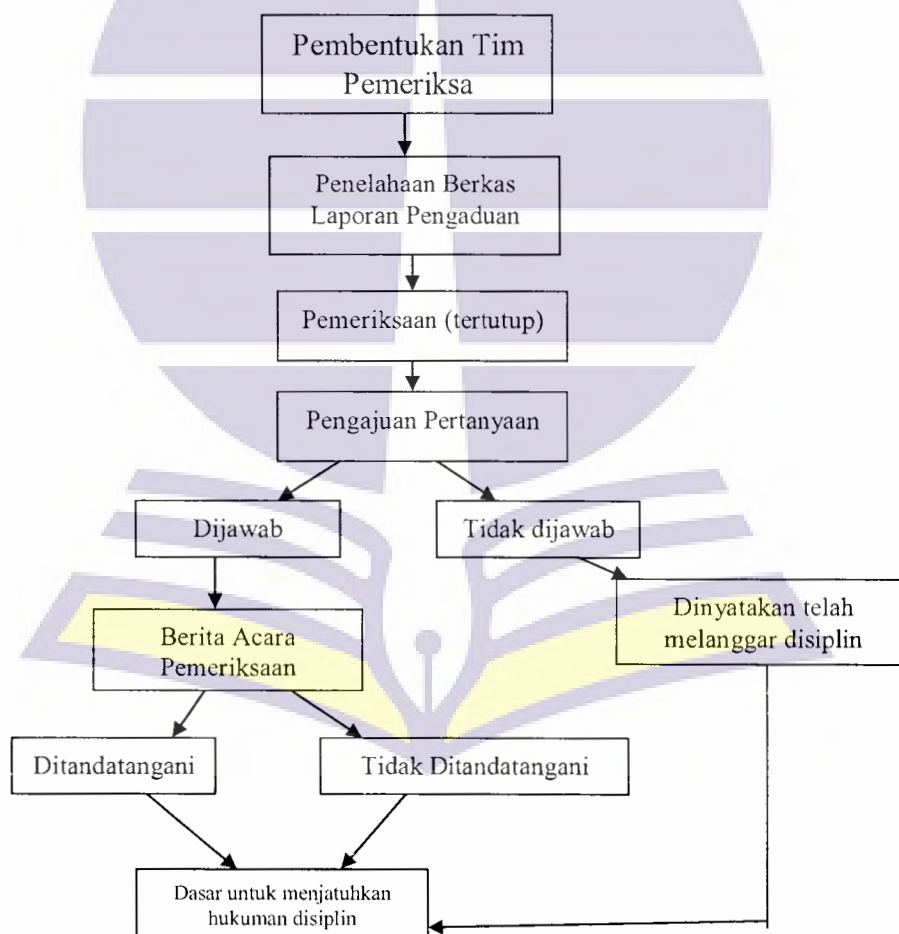 Pembentukan Tim
Pemeriksa
Penelahaan Berkas
Laporan Pengaduan
Pemeriksaan (tertutup)
Pengajuan Pertanyaan
Dijawab
Tidak dijawab
Dinyatakan telah
melanggar disiplin
Berita Acara
Pemeriksaan
Ditandatangani
Tidak Ditandatangani
Dasar untuk menjatuhkan
hukuman disiplin